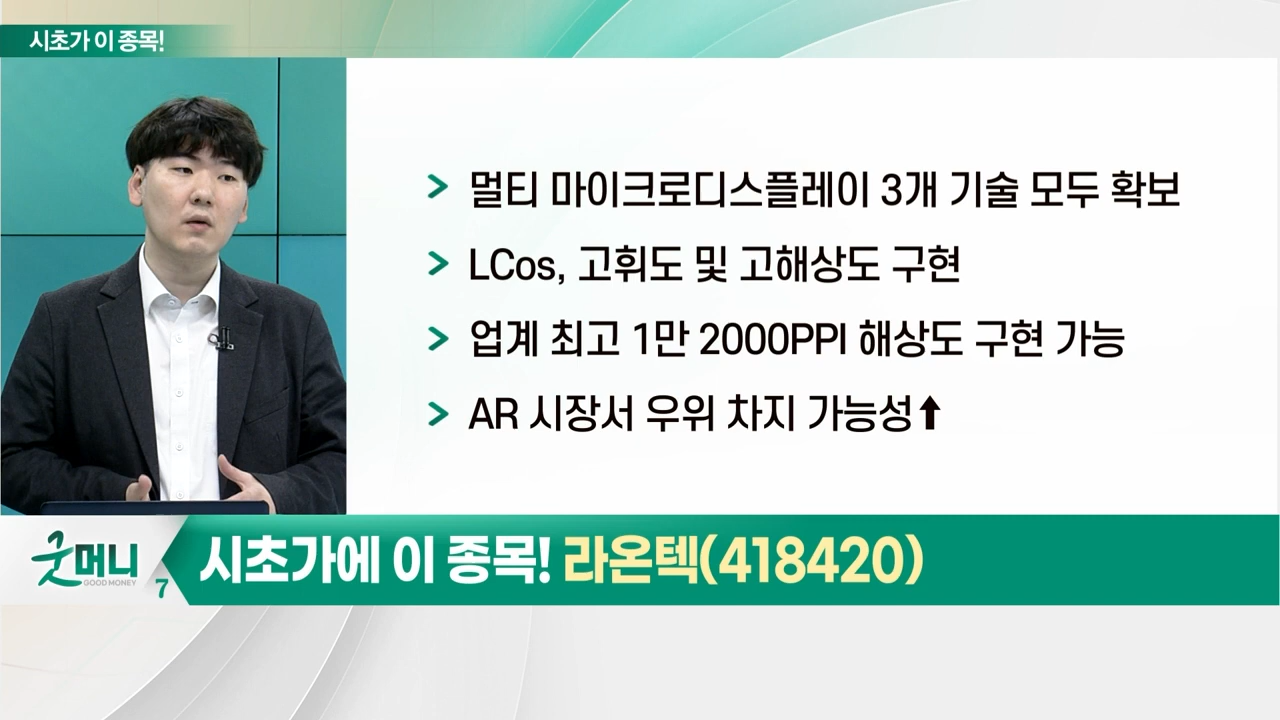 시초가 이 종목!
> 멀티 마이크로디스플레이 3개 기술 모두 확보
> LCos, 고휘도 및 고해상도 구현
> 업계 최고 1만 2000PPI 해상도 구현 가능
> AR 시장서 우위 차지 가능성⬆
굿머니
GOOD MONEY
7
시초가에 이 종목! 라온텍(418420)